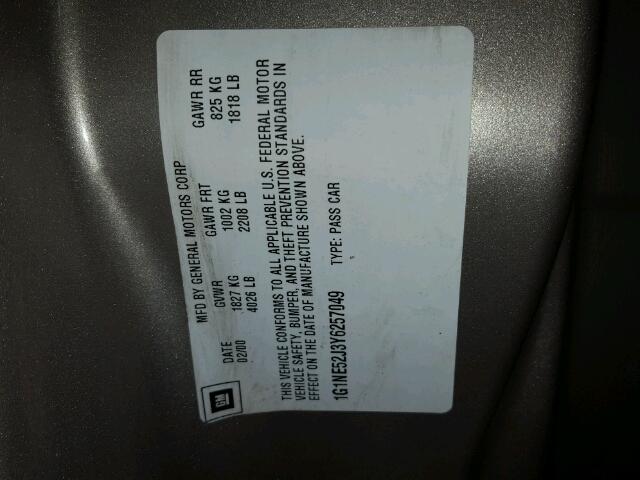 GM
MFD BY GENERAL MOTORS CORP
DATE GVWR GAWR FRT GAWR RR
02/00 1827 KG 1002 KG 825 KG
4026 LB 2208 LB 1818 LB
THIS VEHICLE CONFORMS TO ALL APPLICABLE U.S. FEDERAL MOTOR
VEHICLE SAFETY, BUMPER, AND THEFT PREVENTION STANDARDS IN
EFFECT ON THE DATE OF MANUFACTURE SHOWN ABOVE.
1G1NE52J3Y6257049 TYPE: PASS CAR